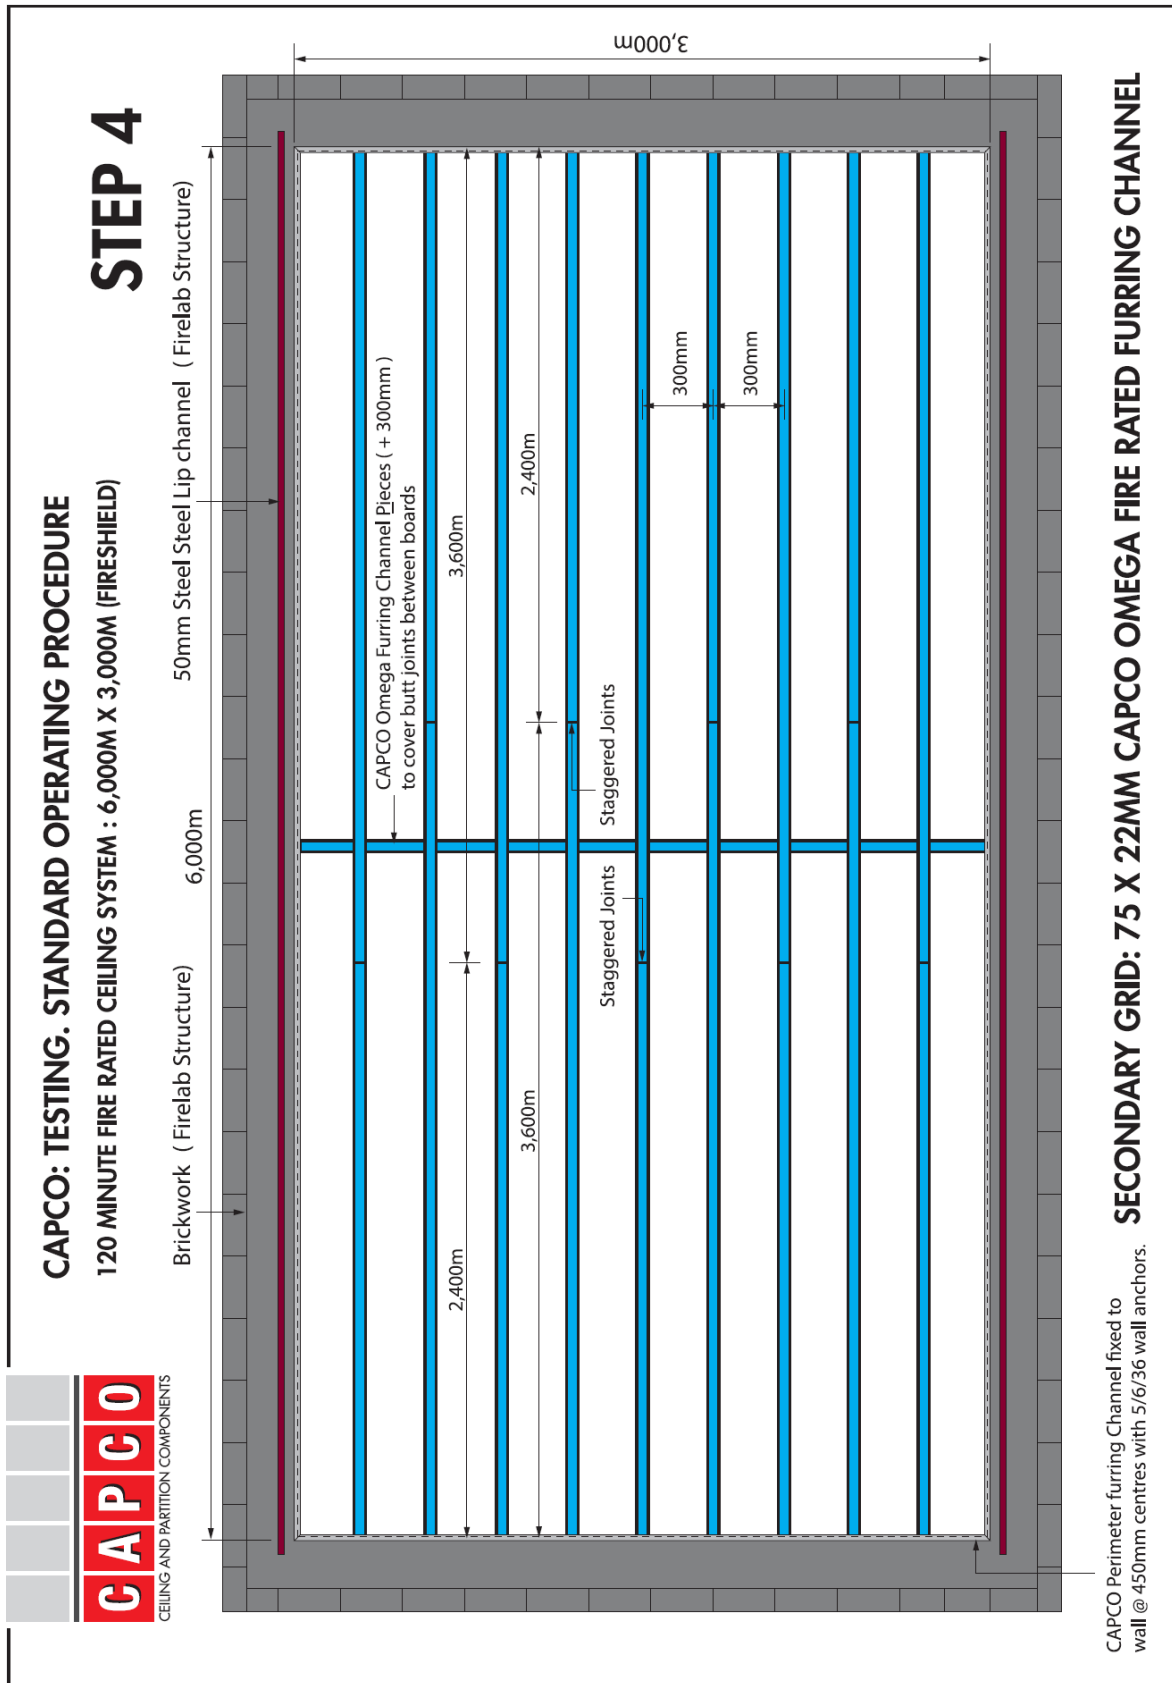 CAPCO: TESTING. STANDARD OPERATING PROCEDURE
120 MINUTE FIRE RATED CEILING SYSTEM : 6,000M X 3,000M (FIRESHIELD)
STEP 4
CAPCO
CEILING AND PARTITION COMPONENTS
Brickwork ( Firelab Structure)
50mm Steel Steel Lip channel ( Firelab Structure)
6,000m
3,000m
CAPCO Omega Furring Channel Pieces ( + 300mm )
to cover butt joints between boards
2,400m
3,600m
3,600m
2,400m
Staggered Joints
Staggered Joints
300mm
300mm
CAPCO Perimeter furring Channel fixed to
wall @ 450mm centres with 5/6/36 wall anchors.
SECONDARY GRID: 75 X 22MM CAPCO OMEGA FIRE RATED FURRING CHANNEL